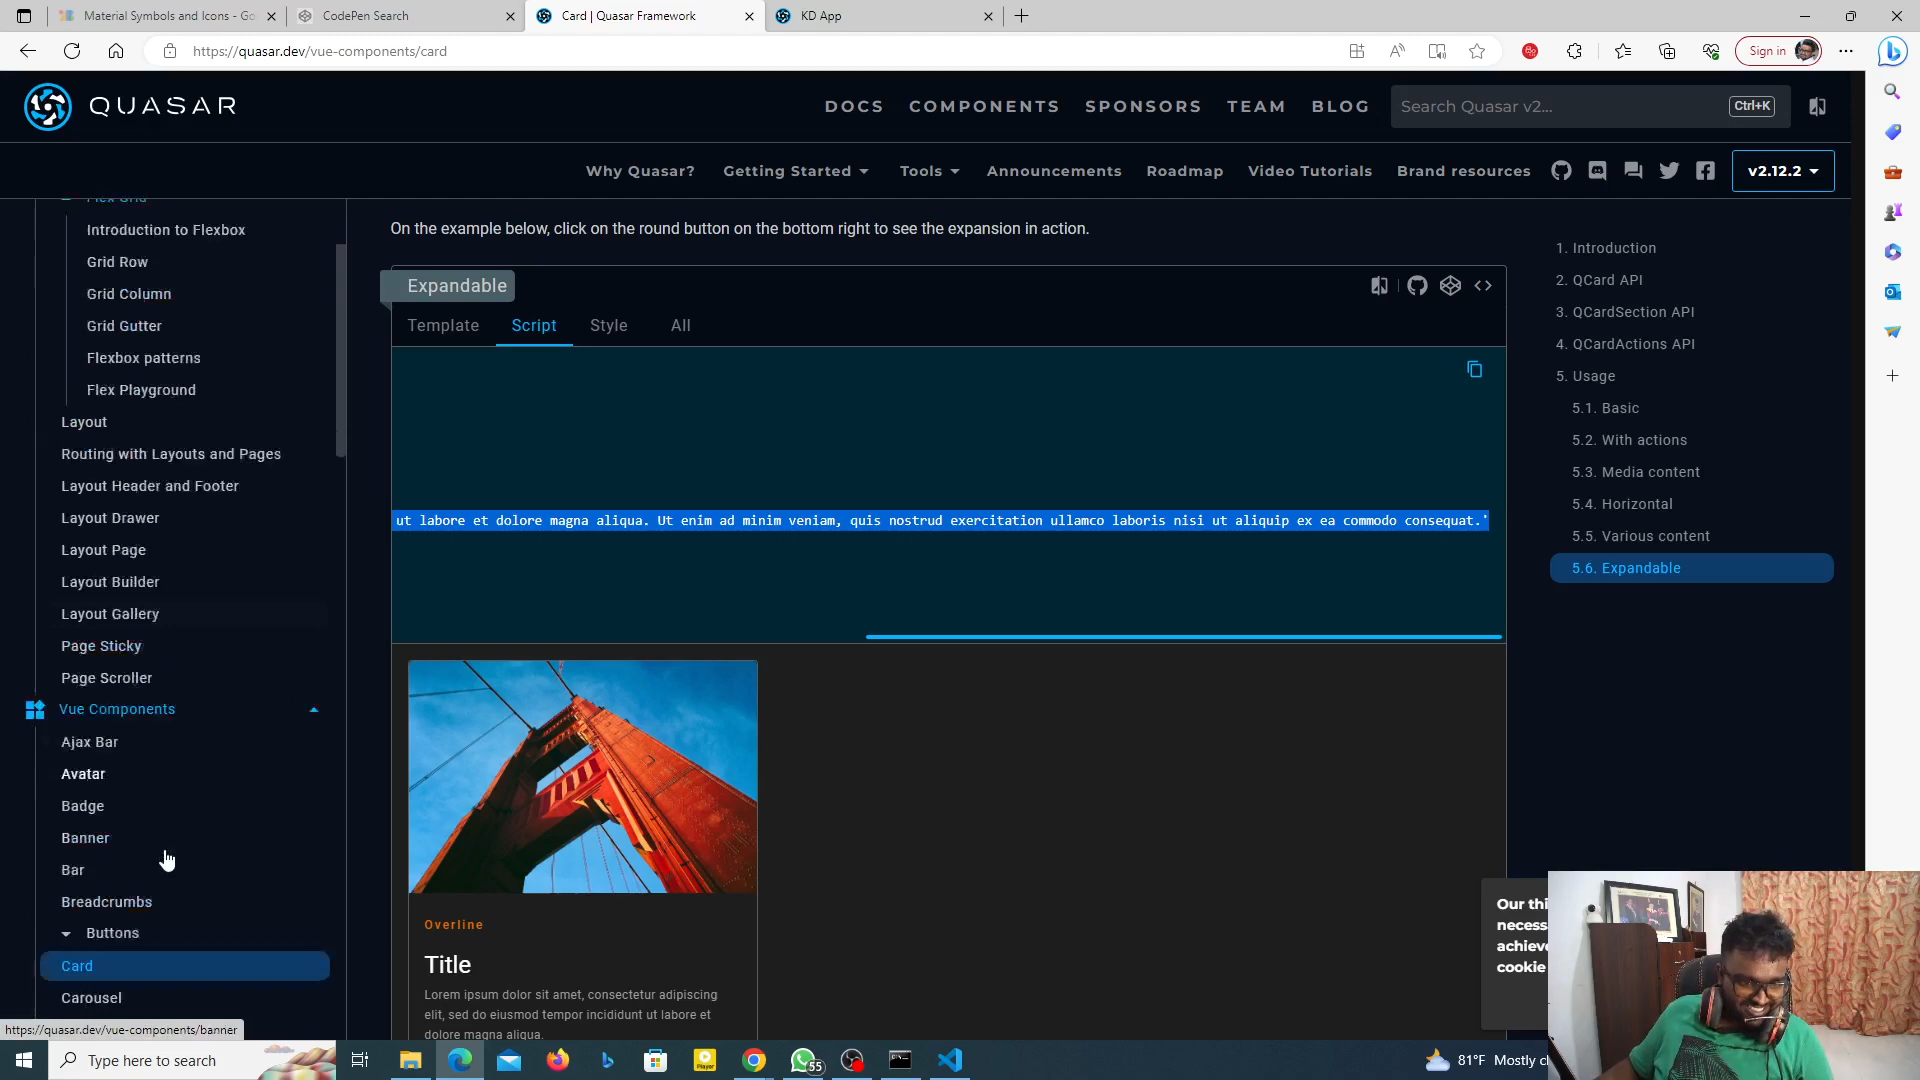 Material Symbols and Icons - Go
CodePen Search
Card | Quasar Framework
KD App
https://quasar.dev/vue-components/card
Sign in
QUASAR
DOCS COMPONENTS SPONSORS TEAM BLOG
Search Quasar v2... Ctrl+K
Why Quasar? Getting Started Tools Announcements Roadmap Video Tutorials Brand resources v2.12.2
Flex Grid
Introduction to Flexbox
Grid Row
Grid Column
Grid Gutter
Flexbox patterns
Flex Playground
Layout
Routing with Layouts and Pages
Layout Header and Footer
Layout Drawer
Layout Page
Layout Builder
Layout Gallery
Page Sticky
Page Scroller
Vue Components
Ajax Bar
Avatar
Badge
Banner
Bar
Breadcrumbs
Buttons
Card
Carousel
https://quasar.dev/vue-components/banner
On the example below, click on the round button on the bottom right to see the expansion in action.
Expandable
Template Script Style All
ut labore et dolore magna aliqua. Ut enim ad minim veniam, quis nostrud exercitation ullamco laboris nisi ut aliquip ex ea commodo consequat.'
Overline
Title
Lorem ipsum dolor sit amet, consectetur adipiscing
elit, sed do eiusmod tempor incididunt ut labore et
dolore magna aliqua.
1. Introduction
2. QCard API
3. QCardSection API
4. QCardActions API
5. Usage
5.1. Basic
5.2. With actions
5.3. Media content
5.4. Horizontal
5.5. Various content
5.6. Expandable
Our thi
necess
achieve
cookie
Type here to search
55
81°F Mostly cl